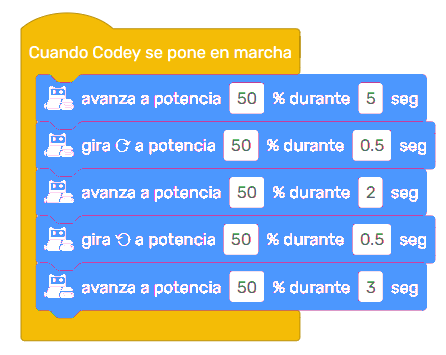 Cuando Codey se pone en marcha
avanza a potencia 50 % durante 5 seg
gira a potencia 50 % durante 0.5 seg
avanza a potencia 50 % durante 2 seg
gira a potencia 50 % durante 0.5 seg
avanza a potencia 50 % durante 3 seg